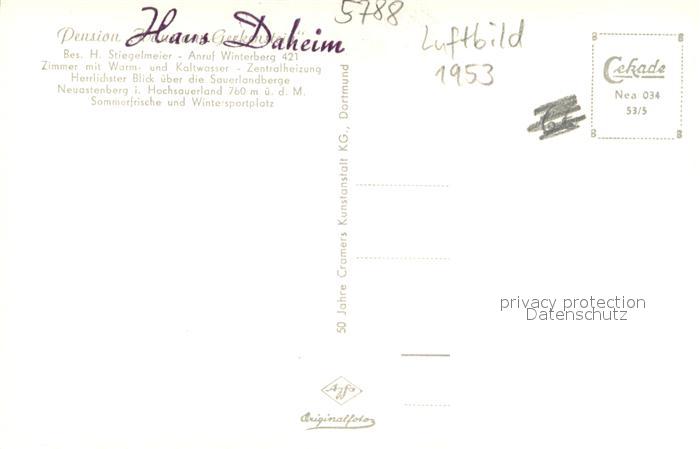 5788
Haus Daheim
Pension
Bes. H. Stiegelmeier - Anruf Winterberg 421
Zimmer mit Warm- und Kaltwasser - Zentralheizung
Herrlichster Blick über die Sauerlandberge
Neuastenberg i. Hochsauerland 760 m ü. d. M.
Sommerfrische und Wintersportplatz
Luftbild
1953
Cekade
Nea 034
53/5
50 Jahre Cramers Kunstanstalt KG., Dortmund
privacy protection
Datenschutz
Agfa
Originalfoto